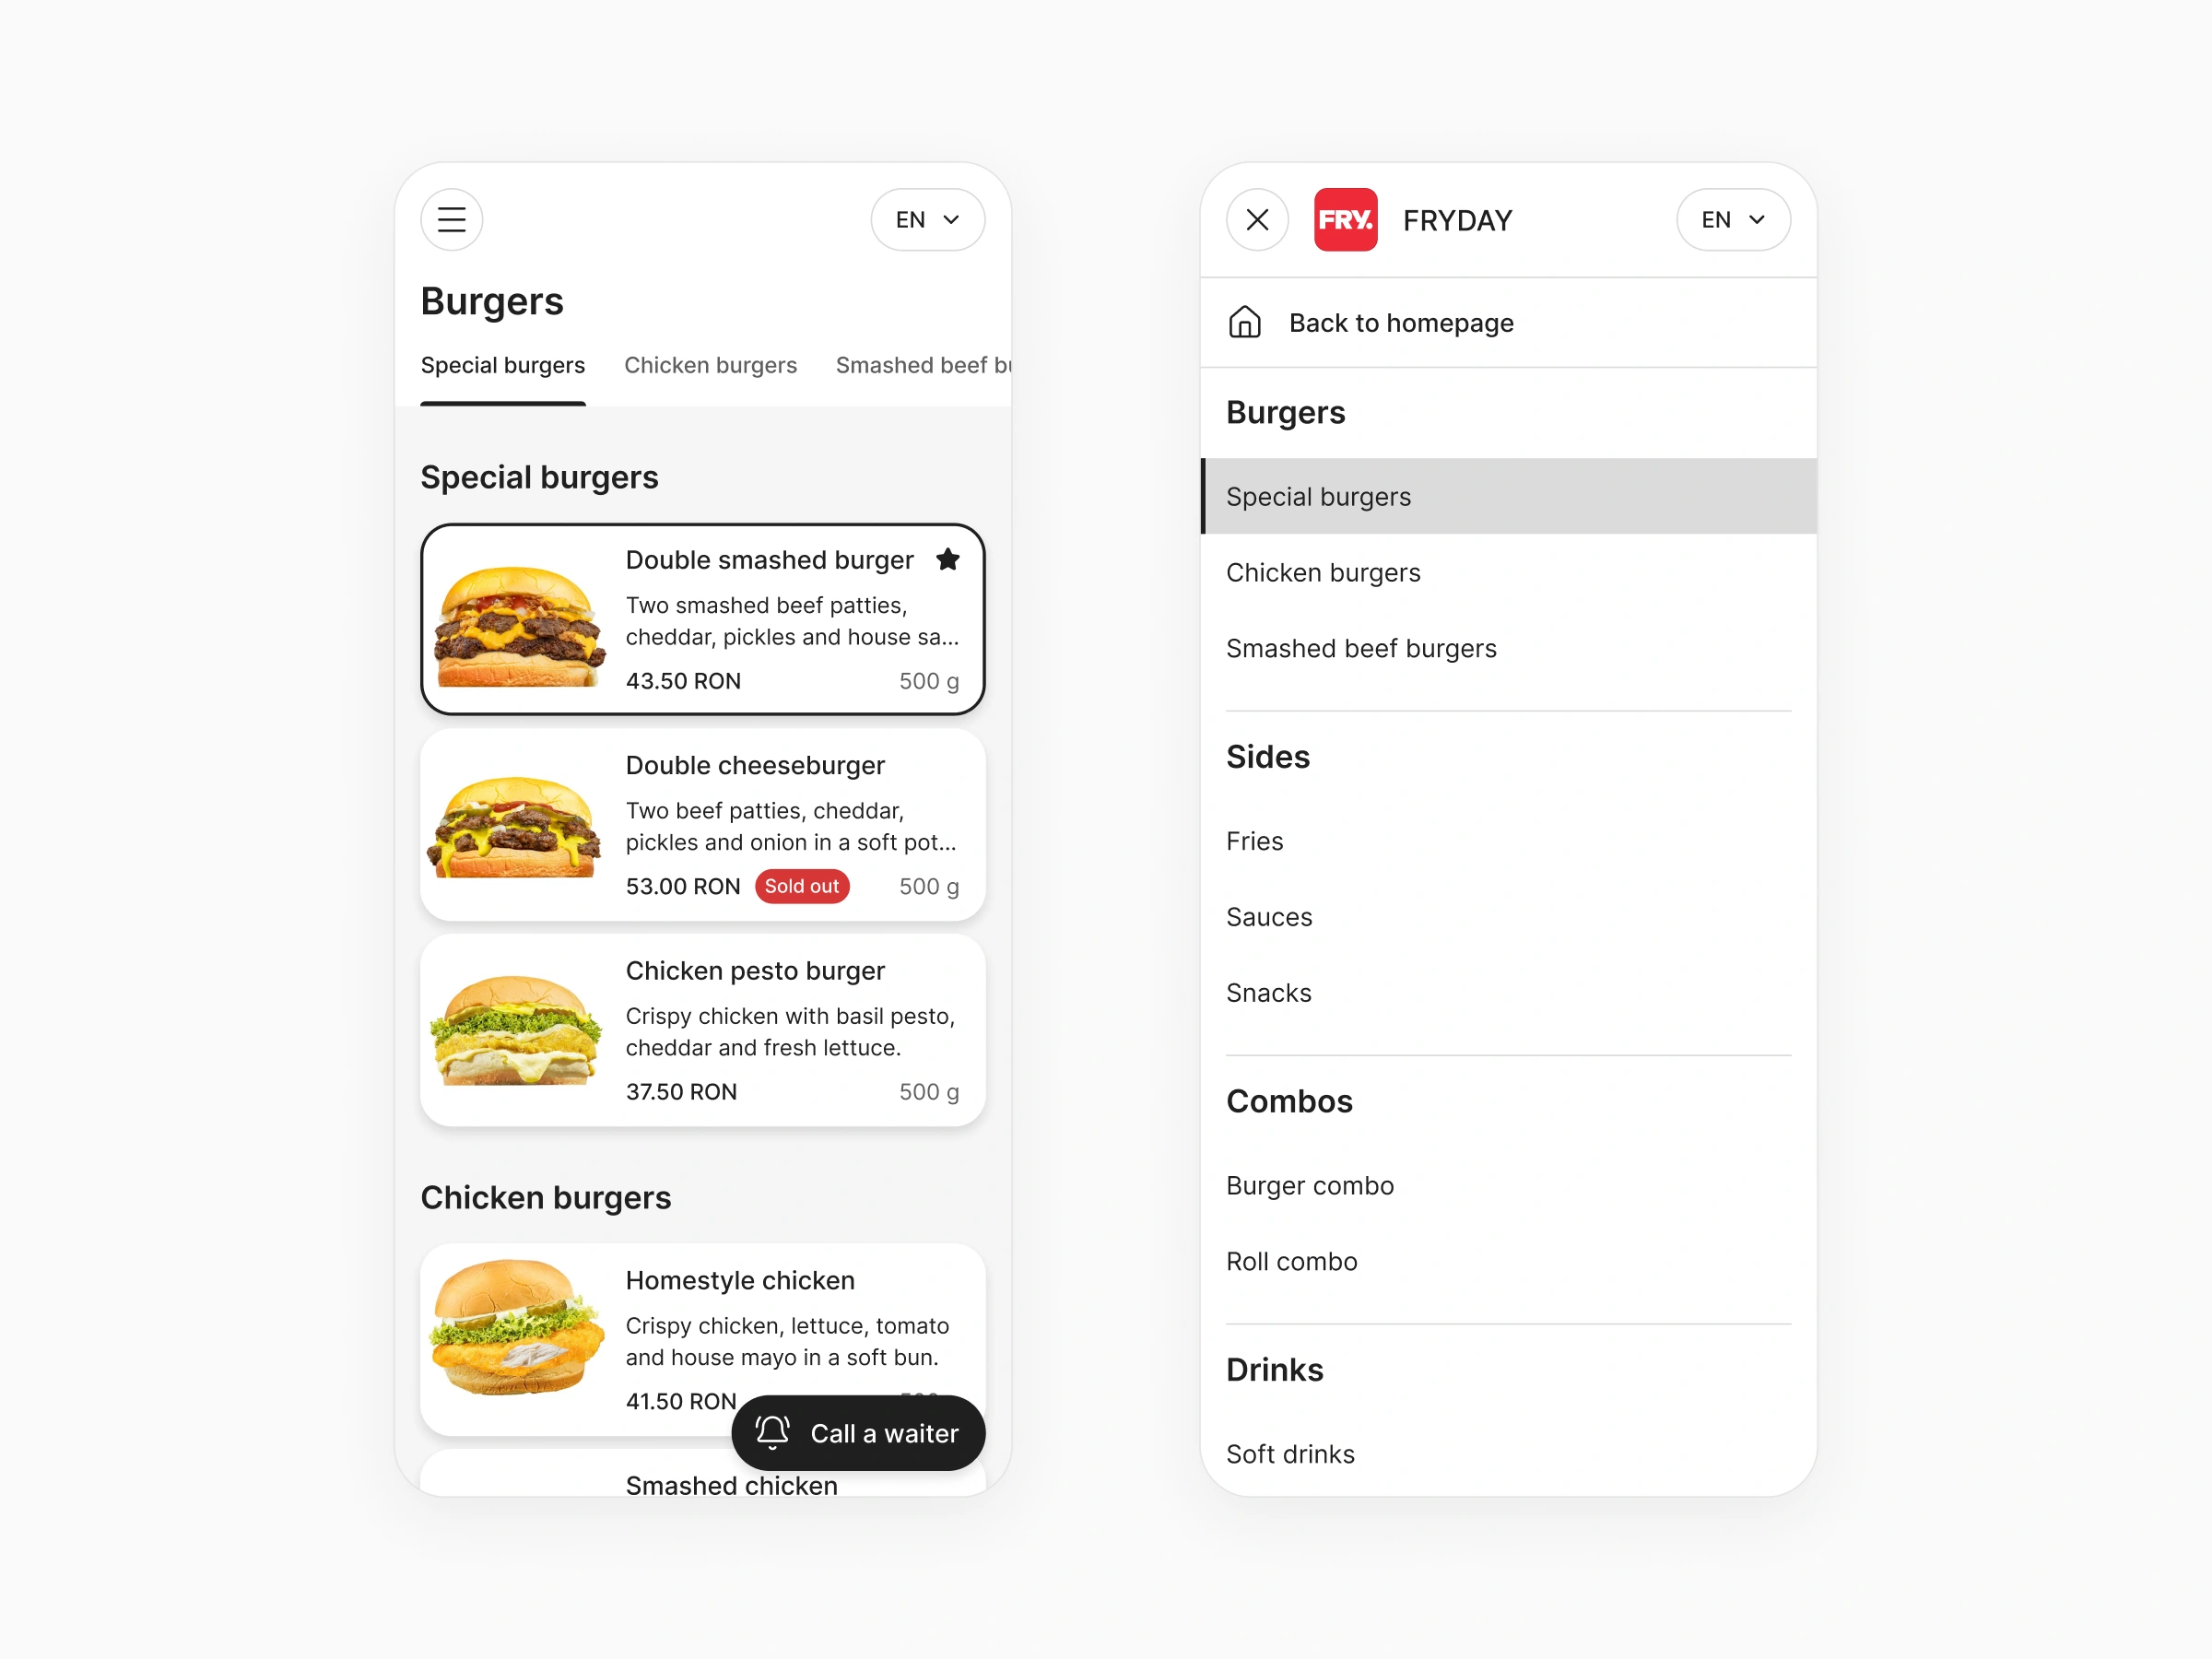 EN
Burgers
Special burgers
Chicken burgers
Smashed beef
Special burgers
Double smashed burger
Two smashed beef patties,
cheddar, pickles and house sa...
43.50 RON
500 g
Double cheeseburger
Two beef patties, cheddar,
pickles and onion in a soft pot...
53.00 RON
Sold out
500 g
Chicken pesto burger
Crispy chicken with basil pesto,
cheddar and fresh lettuce.
37.50 RON
500 g
Chicken burgers
Homestyle chicken
Crispy chicken, lettuce, tomato
and house mayo in a soft bun.
41.50 RON
Call a waiter
Smashed chicken
FRY.
FRYDAY
EN
Back to homepage
Burgers
Special burgers
Chicken burgers
Smashed beef burgers
Sides
Fries
Sauces
Snacks
Combos
Burger combo
Roll combo
Drinks
Soft drinks